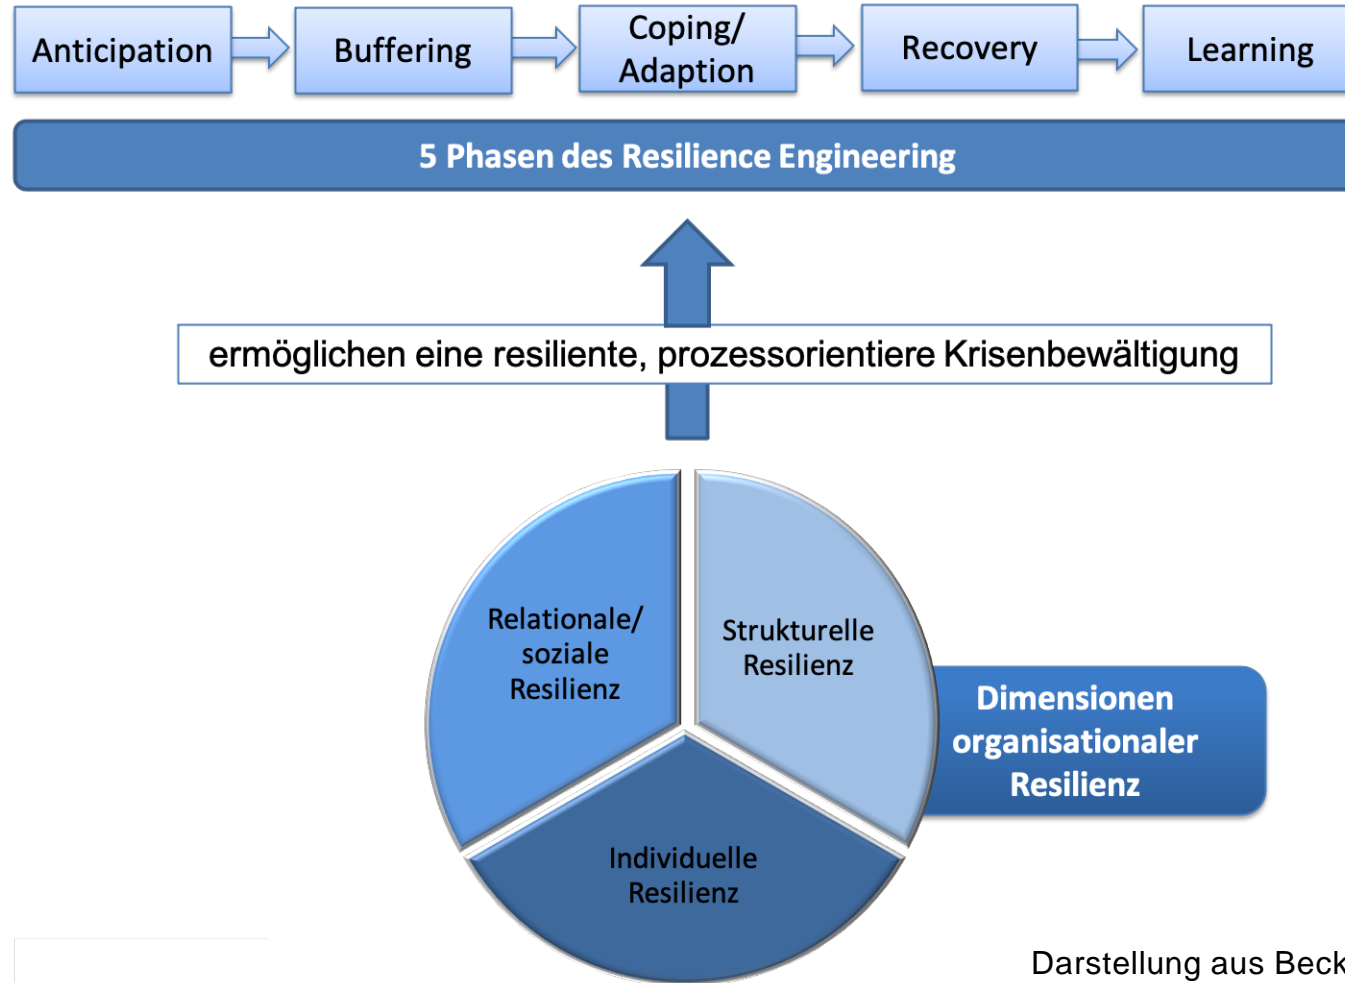 Anticipation
Buffering
Coping/
Adaption
Recovery
Learning
5 Phasen des Resilience Engineering
ermöglichen eine resiliente, prozessorientiere Krisenbewältigung
Relationale/
soziale
Resilienz
Strukturelle
Resilienz
Individuelle
Resilienz
Dimensionen
organisationaler
Resilienz
Darstellung aus Beck